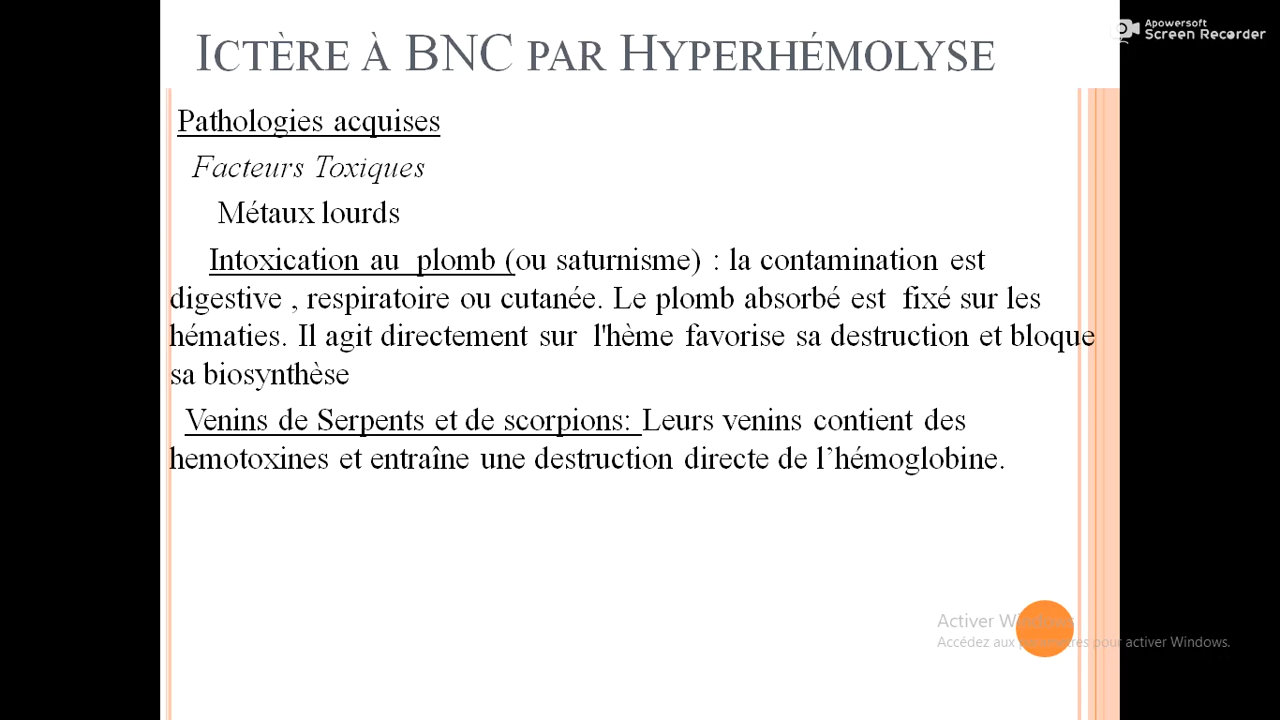 Apowersoft
Screen Recorder
ICTÈRE À BNC PAR HYPERHÉMOLYSE
Pathologies acquises
Facteurs Toxiques
Métaux lourds
Intoxication au plomb (ou saturnisme) : la contamination est
digestive , respiratoire ou cutanée. Le plomb absorbé est fixé sur les
hématies. Il agit directement sur l'hème favorise sa destruction et bloque
sa biosynthèse
Venins de Serpents et de scorpions: Leurs venins contient des
hemotoxines et entraîne une destruction directe de l’hémoglobine.
Activer Windows
Accédez aux paramètres pour activer Windows.